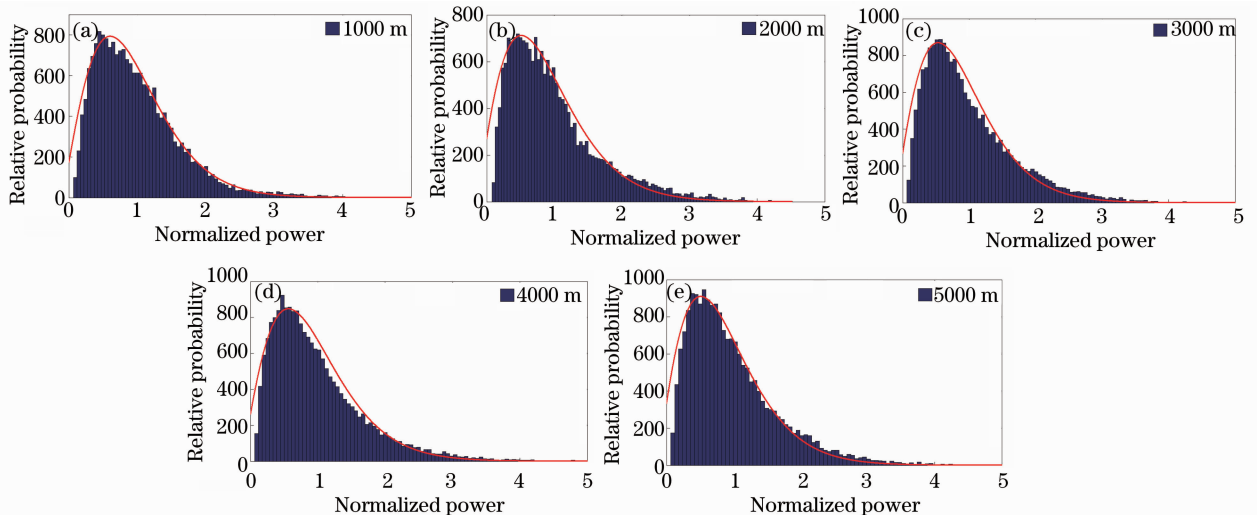 (a)
1000 m
Relative probability
800
600
400
200
0
0 1 2 3 4 5
Normalized power
(b)
2000 m
Relative probability
800
600
400
200
0
0 1 2 3 4 5
Normalized power
(c)
3000 m
Relative probability
1000
800
600
400
200
0
0 1 2 3 4 5
Normalized power
(d)
4000 m
Relative probability
1000
800
600
400
200
0
0 1 2 3 4 5
Normalized power
(e)
5000 m
Relative probability
1000
800
600
400
200
0
0 1 2 3 4 5
Normalized power